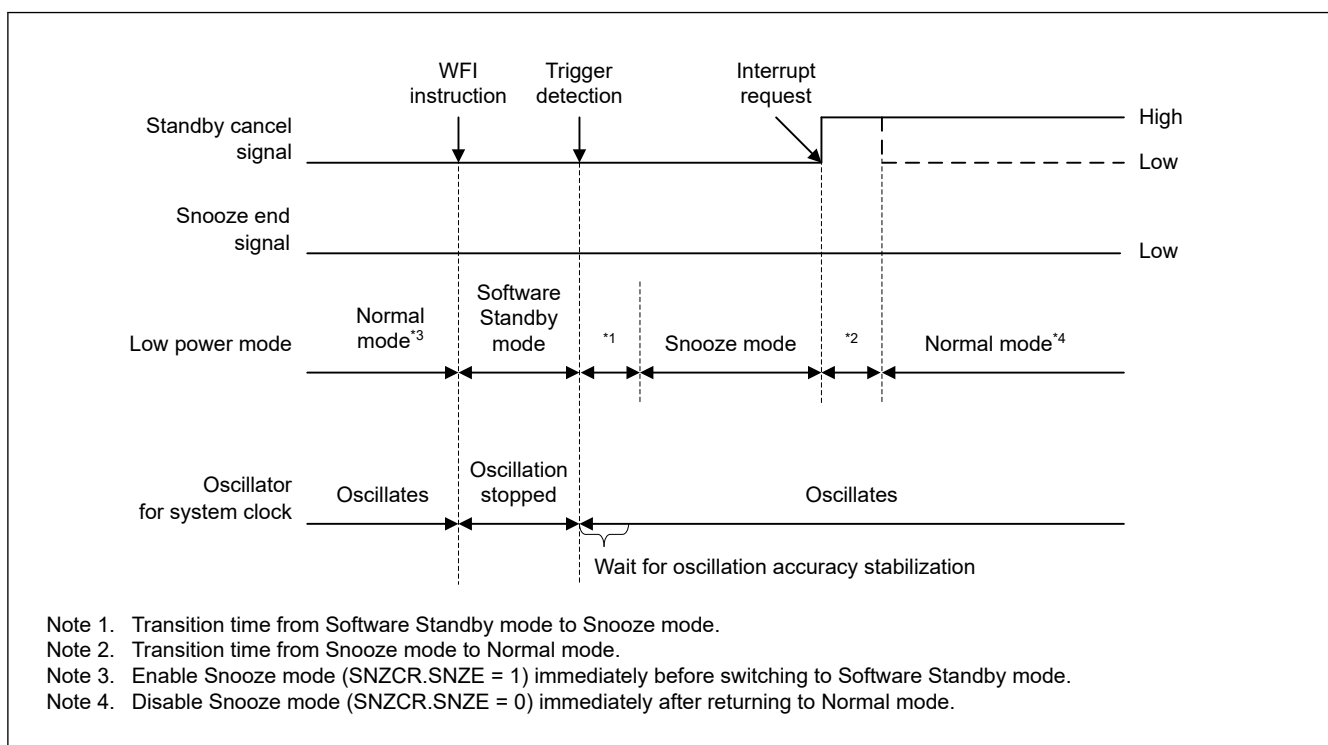 WFI
instruction
Trigger
detection
Interrupt
request
Standby cancel
signal
High
Low
Snooze end
signal
Low
Low power mode
Normal
mode*3
Software
Standby
mode
*1
Snooze mode
*2
Normal mode*4
Oscillator
for system clock
Oscillates
Oscillation
stopped
Oscillates
Wait for oscillation accuracy stabilization
Note 1. Transition time from Software Standby mode to Snooze mode.
Note 2. Transition time from Snooze mode to Normal mode.
Note 3. Enable Snooze mode (SNZCR.SNZE = 1) immediately before switching to Software Standby mode.
Note 4. Disable Snooze mode (SNZCR.SNZE = 0) immediately after returning to Normal mode.